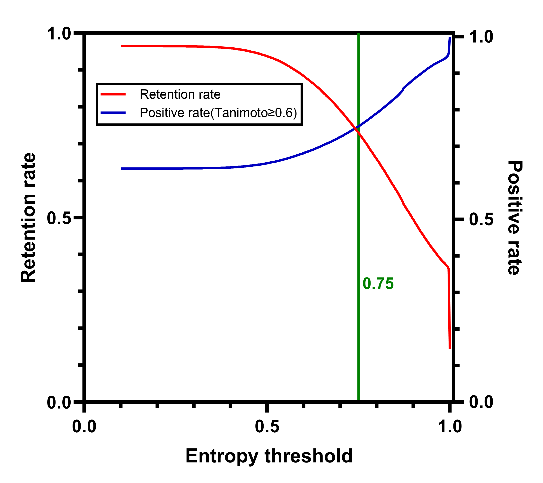 1.0
0.5
0.0
Retention rate
Retention rate
Positive rate(Tanimoto≥0.6)
0.75
1.0
0.5
0.0
Positive rate
0.0
0.5
1.0
Entropy threshold